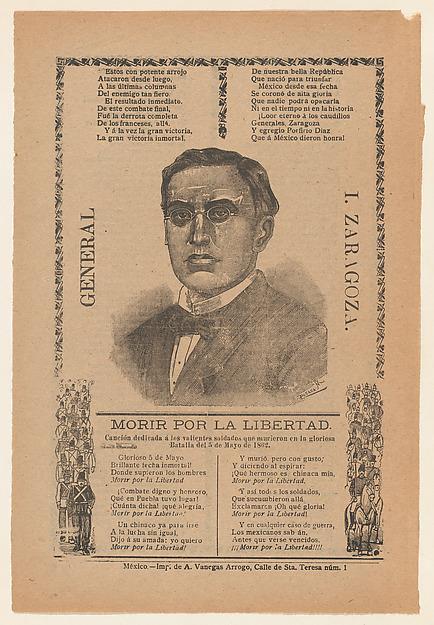 Estos con potente arrojo
Atacaron desde luego,
A las últimas columnas
Del enemigo tan fiero.
El resultado inmediato.
De este combate final,
Fué la derrota completa
De los franceses, allá.
Y á la vez la gran victoria,
La gran victoria inmortal,
De nuestra bella República
Que nació para triunfar
México desde esa fecha
Se coronó de alta gloria
Que nadie podrá opacarla
Ni en el tiempo ni en la historia
¡Loor eterno á los caudillos
Generales, Zaragoza
Y egregio Porfirio Díaz
Que á México dieron honra!
GENERAL
I. ZARAGOZA.
MORIR POR LA LIBERTAD.
Canción dedicada á los valientes soldados que murieron en la gloriosa
Batalla del 5 de Mayo de 1862.
Glorioso 5 de Mayo
Brillante fecha inmortal!
Donde supieron los hombres
Morir por la Libertad
¡Combate digno y honroso,
Qué en Puebla tuvo lugar!
¡Cuánta dicha! ¡qué alegría,
Morir por la Libertad!
Un chinaco ya para irse
A la lucha sin igual,
Dijo á su amada: yo quiero
Morir por la Libertad!
Y murió, pero con gusto;
Y diciendo al espirar:
¡Qué hermoso es, chinaca mía,
Morir por la Libertad,
Y así todos los soldados,
Que sucumbieron allá,
Exclamaron ¡Oh qué gloria!
Morir por la Libertad!
Y en cualquier caso de guerra,
Los mexicanos sabrán,
Antes que verse vencidos.
¡¡¡Morir por la Libertad!!!!
México.—Imp. de A. Vanegas Arroyo, Calle de Sta. Teresa núm. 1